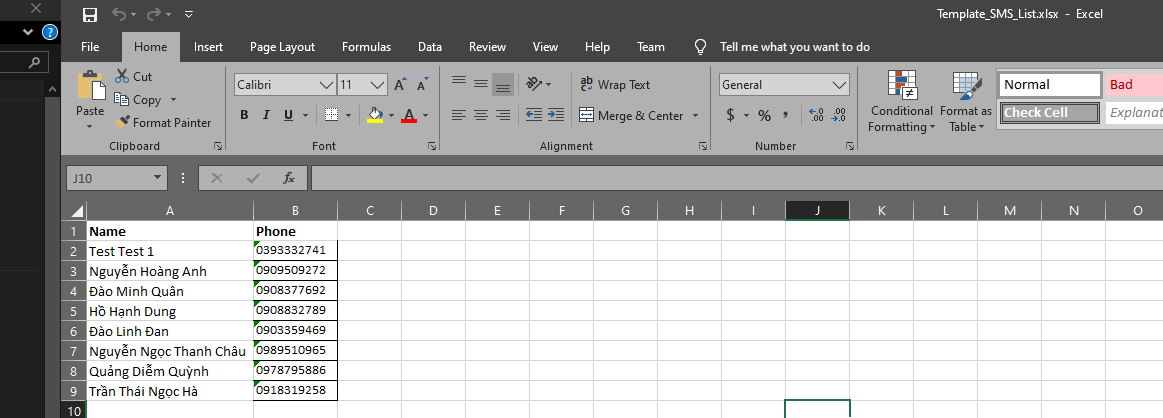 Template_SMS_List.xlsx - Excel
File Home Insert Page Layout Formulas Data Review View Help Team Tell me what you want to do
Paste
Cut
Copy
Format Painter
Clipboard
Calibri 11 A A
B I U A
Font
ab Wrap Text
Merge & Center
Alignment
General
$ % , .00 .0
Number
Conditional Formatting
Format as Table
Normal Bad
Check Cell Explanat
J10 fx
A B C D E F G H I J K L M N O
1 Name Phone
2 Test Test 1 0393332741
3 Nguyễn Hoàng Anh 0909509272
4 Đào Minh Quân 0908377692
5 Hồ Hạnh Dung 0908832789
6 Đào Linh Đan 0903359469
7 Nguyễn Ngọc Thanh Châu 0989510965
8 Quảng Diễm Quỳnh 0978795886
9 Trần Thái Ngọc Hà 0918319258
10